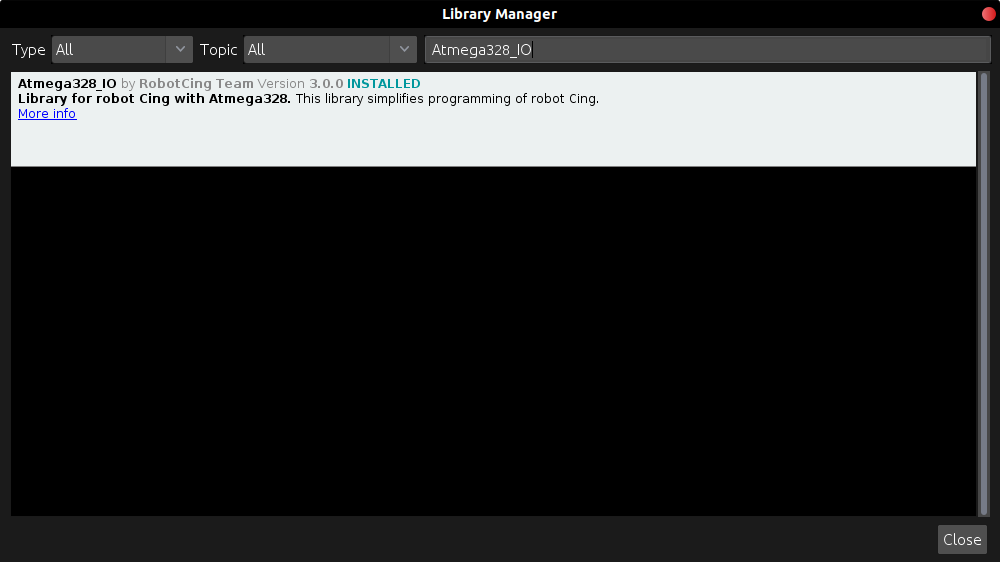 Library Manager
Type All Topic All Atmega328_IO
Atmega328_IO by RobotCing Team Version 3.0.0 INSTALLED
Library for robot Cing with Atmega328. This library simplifies programming of robot Cing.
More info
Close